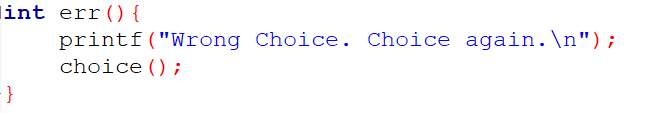 int err(){
    printf("Wrong Choice. Choice again.\n");
    choice();
}